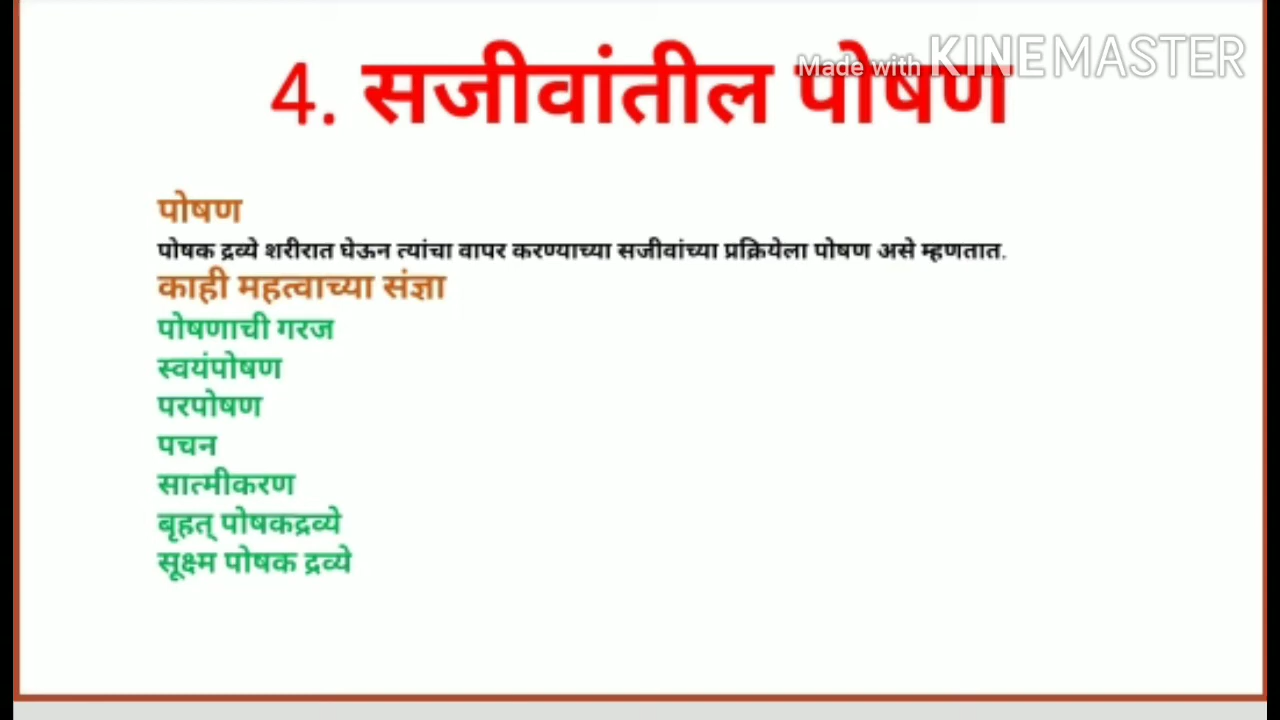 Made with KINEMASTER
4. सजीवांतील पोषण
पोषण
पोषक द्रव्ये शरीरात घेऊन त्यांचा वापर करण्याच्या सजीवांच्या प्रक्रियेला पोषण असे म्हणतात.
काही महत्वाच्या संज्ञा
पोषणाची गरज
स्वयंपोषण
परपोषण
पचन
सात्मीकरण
बृहत् पोषकद्रव्ये
सूक्ष्म पोषक द्रव्ये